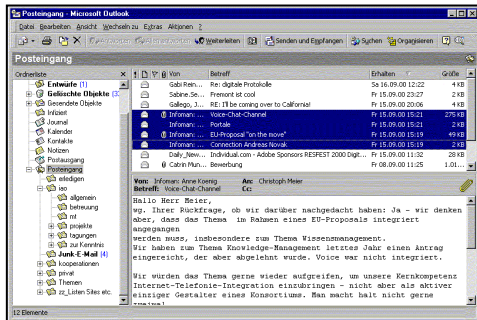 Posteingang - Microsoft Outlook
Datei Bearbeiten Ansicht Wechseln zu Extras Aktionen ?
Antworten Weiterleiten Senden und Empfangen Suchen Organisieren
Posteingang
Ordnerliste
Von Betreff Erhalten Größe
Entwürfe (1)
Gelöschte Objekte
Gesendete Objekte
Infiziert
Journal
Kalender
Kontakte
Notizen
Postausgang
Posteingang
erledigen
iao
allgemein
betreuung
mt
projekte
tagungen
zur Kenntnis
Junk-E-Mail (4)
kooperationen
privat
Themen
zz_Listen Sites etc.
Gabi Rein... Re: digitale Protokolle Sa 16.09.00 12:22 4 KB
Sabine.Se... Fremont ist cool Fr 15.09.00 23:27 2 KB
Gallego, J... RE: I'll be coming over to California! Fr 15.09.00 20:06 4 KB
Infoman: ... Voice-Chat-Channel Fr 15.09.00 15:21 275 KB
Infoman: ... Portale Fr 15.09.00 15:21 2 KB
Infoman: ... EU-Proposal "on the move" Fr 15.09.00 15:19 49 KB
Infoman: ... Connection Andreas Novak Fr 15.09.00 15:19 2 KB
Daily_New... Individual.com - Adobe Sponsors RESFEST 2000 Digit... Fr 15.09.00 11:32 28 KB
Catrin Mun... Bewerbung Fr 08.09.00 11:25 1.01...
Von: Infoman: Anne Koenig An: Christoph Meier
Betreff: Voice-Chat-Channel Cc:
Hallo Herr Meier,
wg. Ihrer Rückfrage, ob wir darüber nachgedacht haben: Ja - wir denken
aber, dass das Thema im Rahmen eines EU-Proposals integriert
angegangen
werden muss, insbesondere zum Thema Wissensmanagement.
Wir haben zum Thema Knowledge-Management letztes Jahr einen Antrag
eingereicht, der aber abgelehnt wurde. Voice war nicht integriert.
Wir würden das Thema gerne wieder aufgreifen, um unsere Kernkompetenz
Internet-Telefonie-Integration einzubringen - nicht aber als aktiver
einziger Gestalter eines Konsortiums. Man macht halt nicht gerne
zweimal
12 Elemente